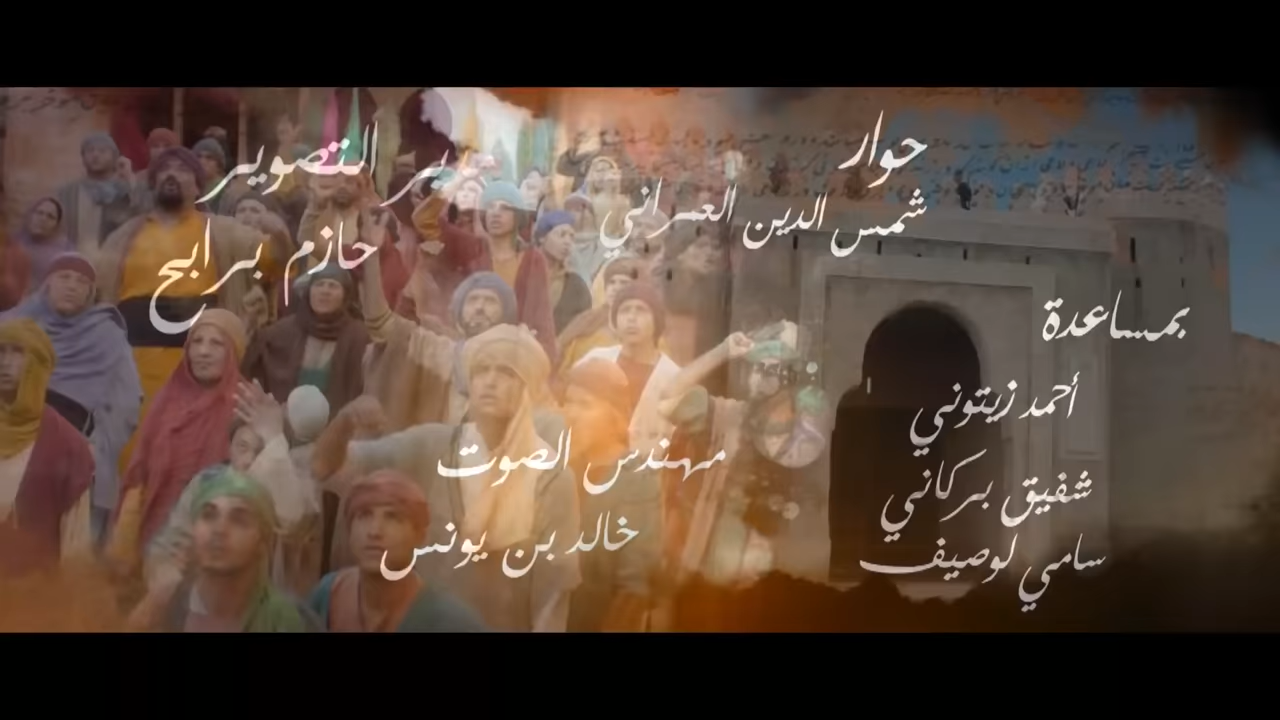 حوار
شمس الدين العمراني
مدير التصوير
حازم برابح
بمساعدة
أحمد زيتوني
شفيق بركاني
سامي لوصيف
مهندس الصوت
خالد بن يونس